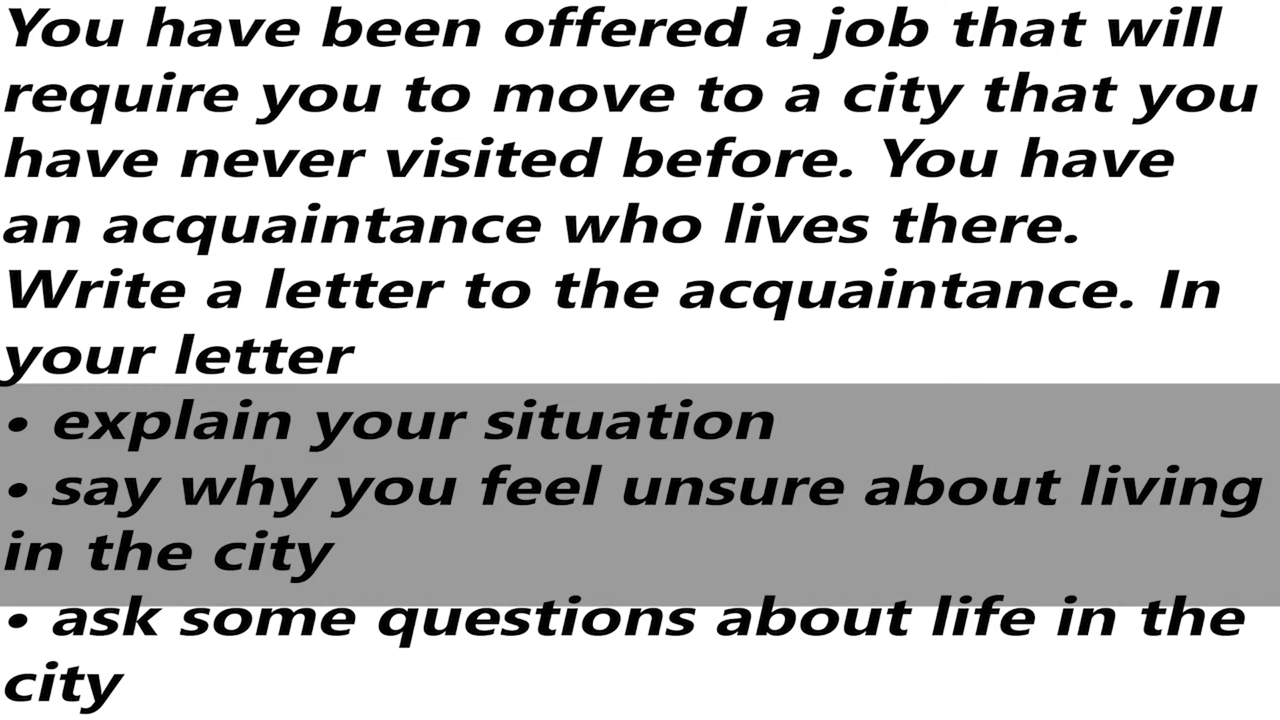 You have been offered a job that will
require you to move to a city that you
have never visited before. You have
an acquaintance who lives there.
Write a letter to the acquaintance. In
your letter
• explain your situation
• say why you feel unsure about living
in the city
• ask some questions about life in the
city